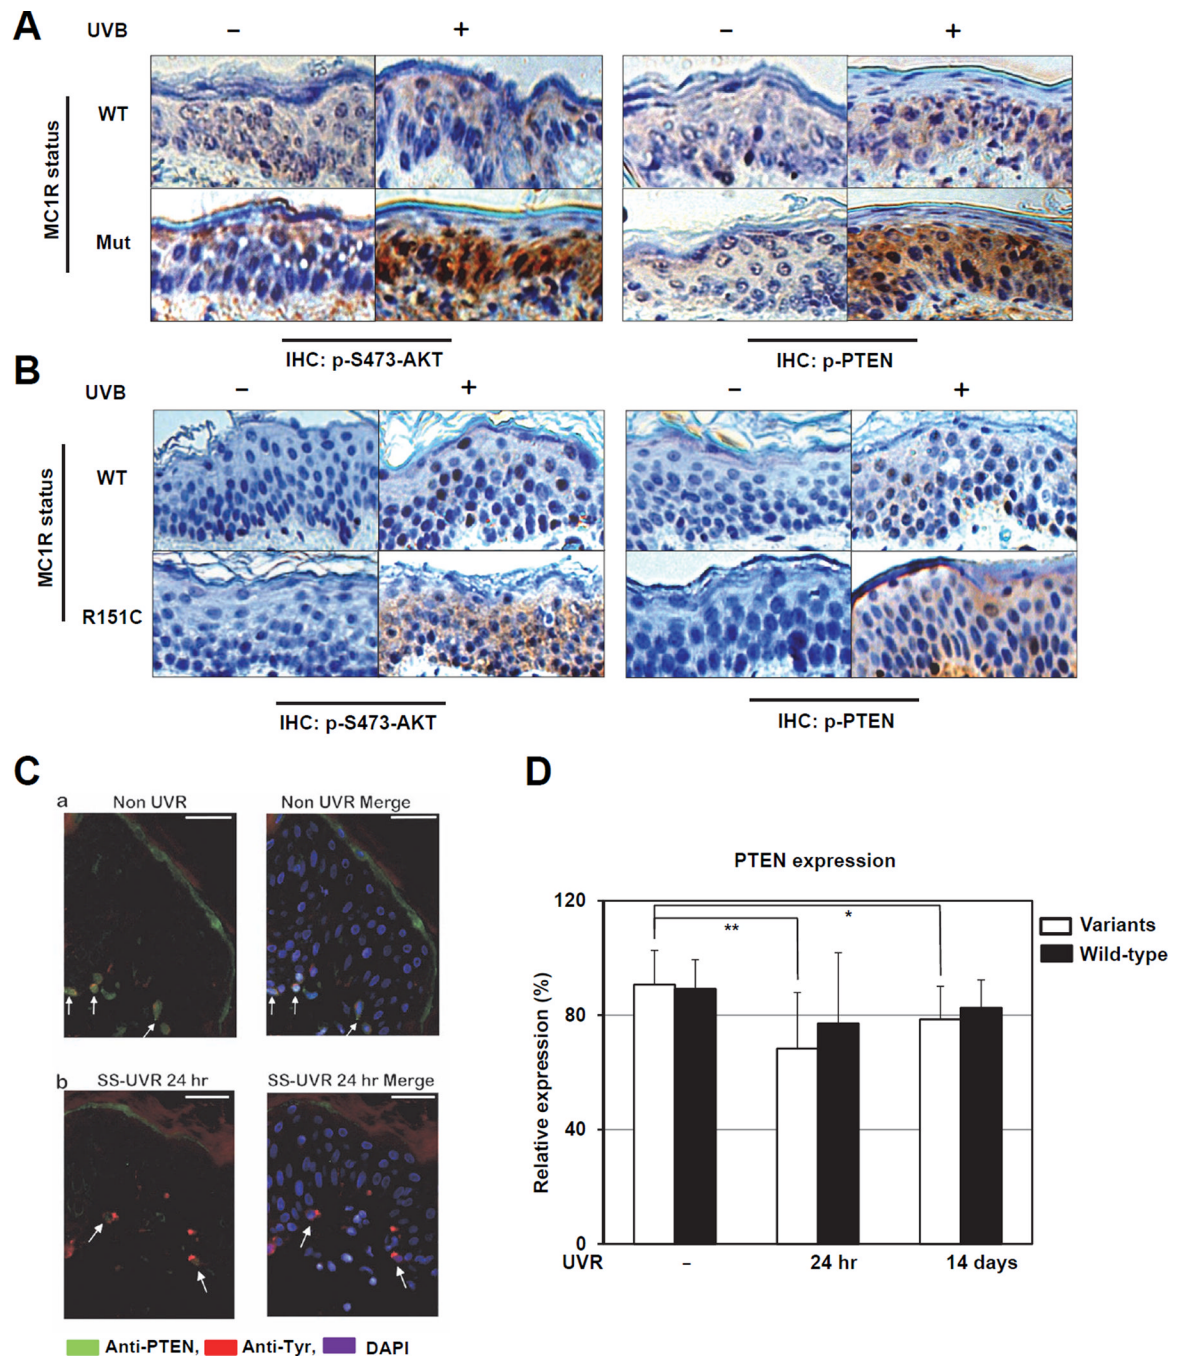 A
UVB – + – +
MC1R status
WT
Mut
IHC: p-S473-AKT IHC: p-PTEN
B
UVB – + – +
MC1R status
WT
R151C
IHC: p-S473-AKT IHC: p-PTEN
C
a Non UVR Non UVR Merge
b SS-UVR 24 hr SS-UVR 24 hr Merge
Anti-PTEN, Anti-Tyr, DAPI
D
PTEN expression
Relative expression (%)
120
80
40
0
** *
Variants
Wild-type
UVR – 24 hr 14 days